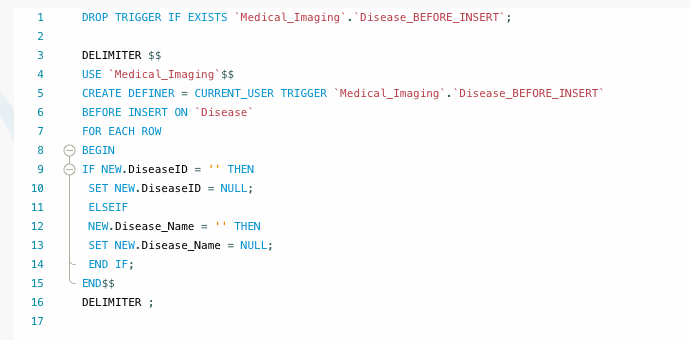 1 DROP TRIGGER IF EXISTS `Medical_Imaging`.`Disease_BEFORE_INSERT`;
2
3 DELIMITER $$
4 USE `Medical_Imaging`$$
5 CREATE DEFINER = CURRENT_USER TRIGGER `Medical_Imaging`.`Disease_BEFORE_INSERT`
6 BEFORE INSERT ON `Disease`
7 FOR EACH ROW
8 BEGIN
9 IF NEW.DiseaseID = '' THEN
10 SET NEW.DiseaseID = NULL;
11 ELSEIF
12 NEW.Disease_Name = '' THEN
13 SET NEW.Disease_Name = NULL;
14 END IF;
15 END$$
16 DELIMITER ;
17